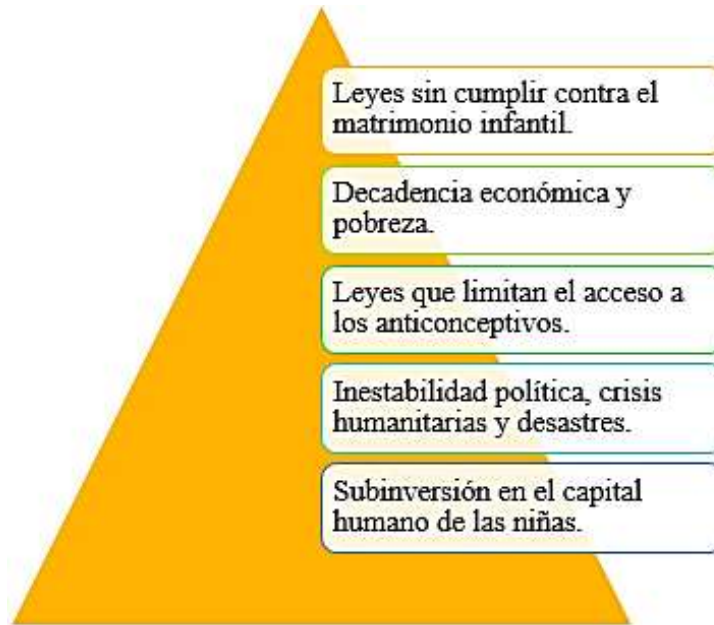 Leyes sin cumplir contra el
matrimonio infantil.
Decadencia económica y
pobreza.
Leyes que limitan el acceso a
los anticonceptivos.
Inestabilidad política, crisis
humanitarias y desastres.
Subinversión en el capital
humano de las niñas.